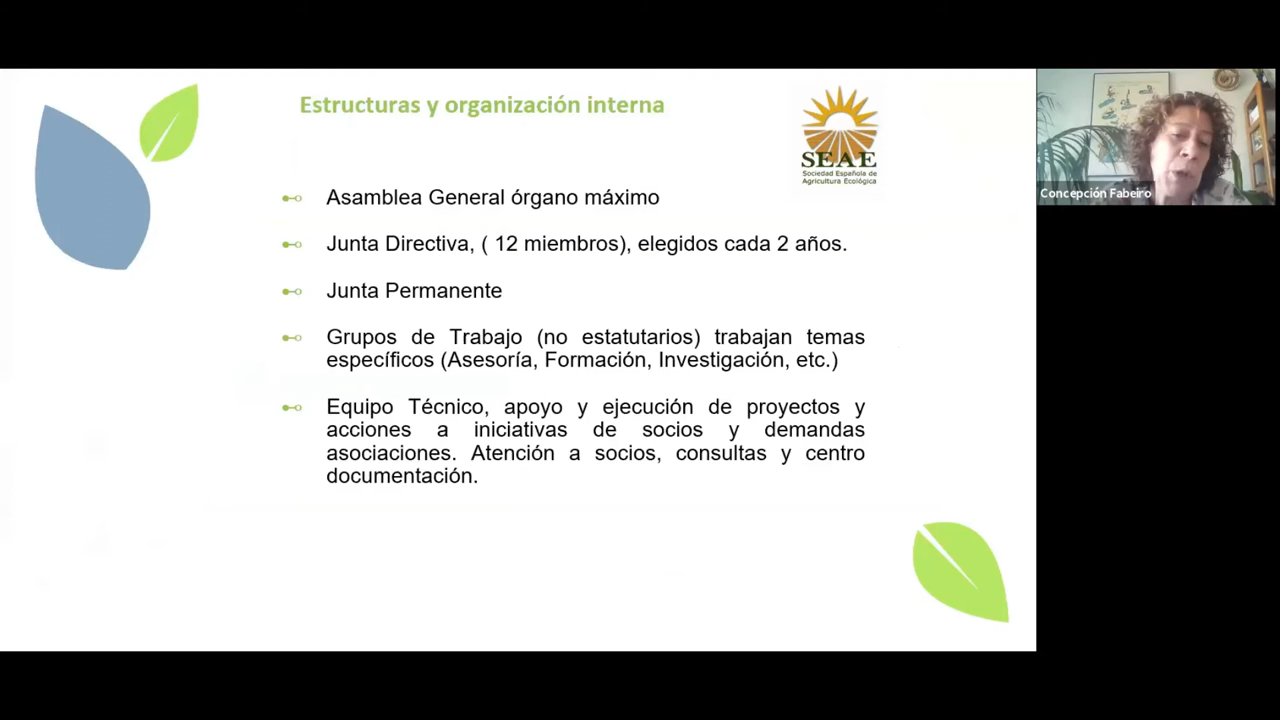 Estructuras y organización interna
SEAE
Sociedad Española de
Agricultura Ecológica
Concepción Fabeiro
Asamblea General órgano máximo
Junta Directiva, ( 12 miembros), elegidos cada 2 años.
Junta Permanente
Grupos de Trabajo (no estatutarios) trabajan temas
específicos (Asesoría, Formación, Investigación, etc.)
Equipo Técnico, apoyo y ejecución de proyectos y
acciones a iniciativas de socios y demandas
asociaciones. Atención a socios, consultas y centro
documentación.